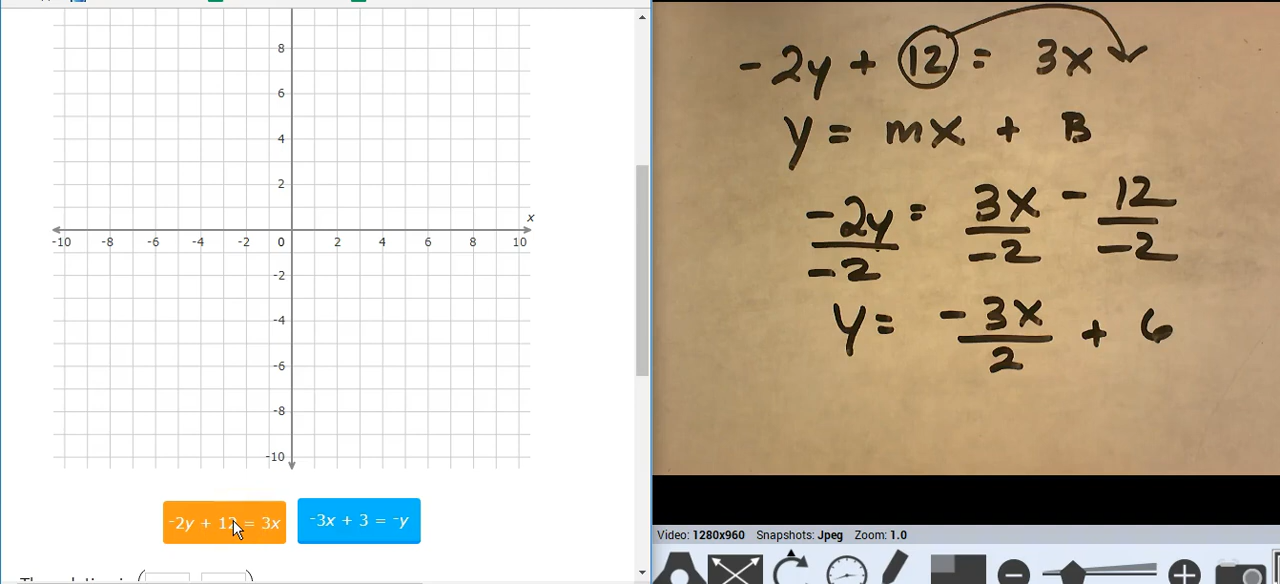 8
6
4
2
x
-10 -8 -6 -4 -2 0 2 4 6 8 10
-2
-4
-6
-8
-10
-2y + 12 = 3x
-3x + 3 = -y
-2y + 12 = 3x
y = mx + B
-2y/-2 = 3x/-2 - 12/-2
y = -3x/2 + 6
Video: 1280x960 Snapshots: Jpeg Zoom: 1.0